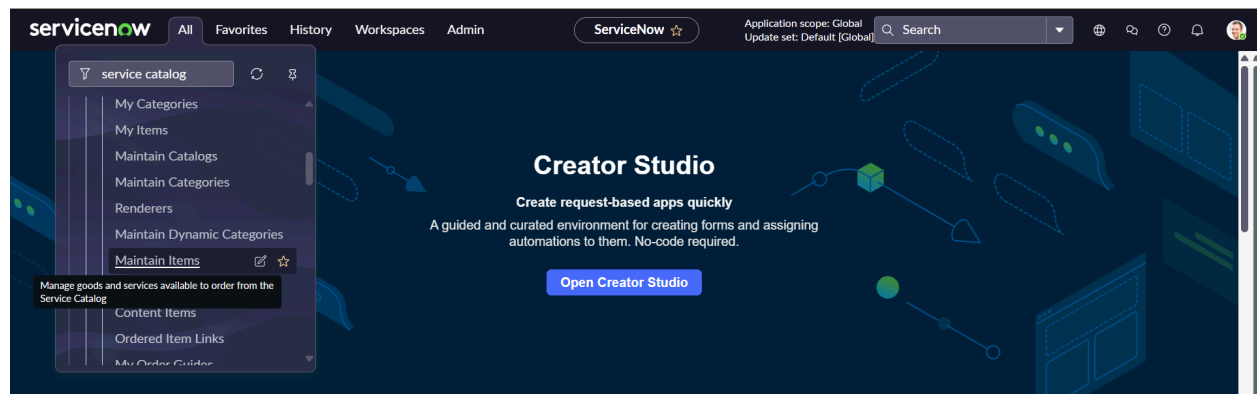 servicenow
All
Favorites
History
Workspaces
Admin
ServiceNow
Application scope: Global
Update set: Default [Global]
Search
service catalog
My Categories
My Items
Maintain Catalogs
Maintain Categories
Renderers
Maintain Dynamic Categories
Maintain Items
Manage goods and services available to order from the
Service Catalog
Content Items
Ordered Item Links
My Order Guides
Creator Studio
Create request-based apps quickly
A guided and curated environment for creating forms and assigning
automations to them. No-code required.
Open Creator Studio